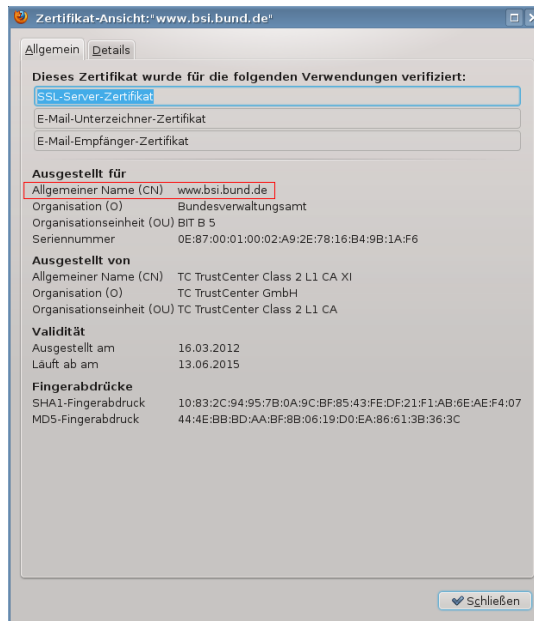 Zertifikat-Ansicht:"www.bsi.bund.de"
Allgemein Details
Dieses Zertifikat wurde für die folgenden Verwendungen verifiziert:
SSL-Server-Zertifikat
E-Mail-Unterzeichner-Zertifikat
E-Mail-Empfänger-Zertifikat
Ausgestellt für
Allgemeiner Name (CN) www.bsi.bund.de
Organisation (O) Bundesverwaltungsamt
Organisationseinheit (OU) BIT B 5
Seriennummer 0E:87:00:01:00:02:A9:2E:78:16:B4:9B:1A:F6
Ausgestellt von
Allgemeiner Name (CN) TC TrustCenter Class 2 L1 CA XI
Organisation (O) TC TrustCenter GmbH
Organisationseinheit (OU) TC TrustCenter Class 2 L1 CA
Validität
Ausgestellt am 16.03.2012
Läuft ab am 13.06.2015
Fingerabdrücke
SHA1-Fingerabdruck 10:83:2C:94:95:7B:0A:9C:BF:85:43:FE:DF:21:F1:AB:6E:AE:F4:07
MD5-Fingerabdruck 44:4E:BB:BD:AA:BF:8B:06:19:D0:EA:86:61:3B:36:3C
Schließen